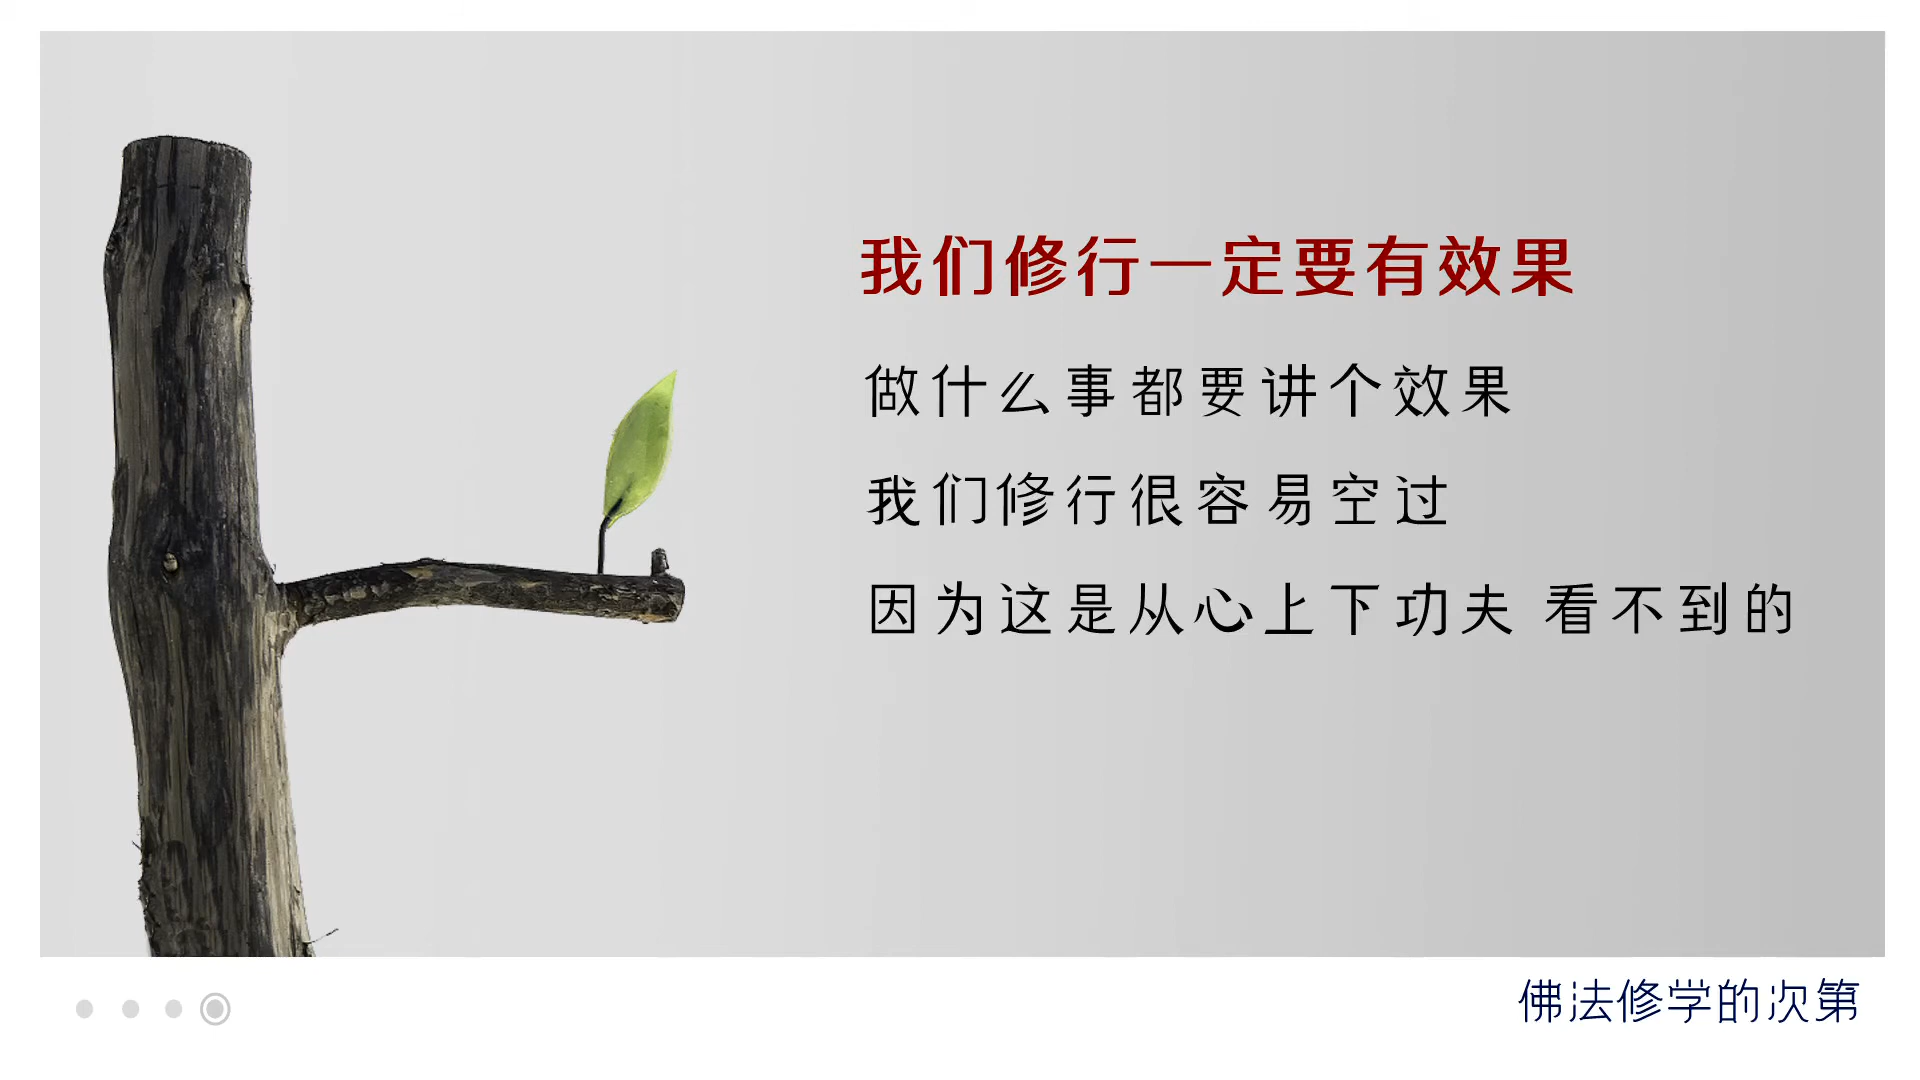 我们修行一定要有效果
做什么事都要讲个效果
我们修行很容易空过
因为这是从心上下功夫 看不到的
佛法修学的次第